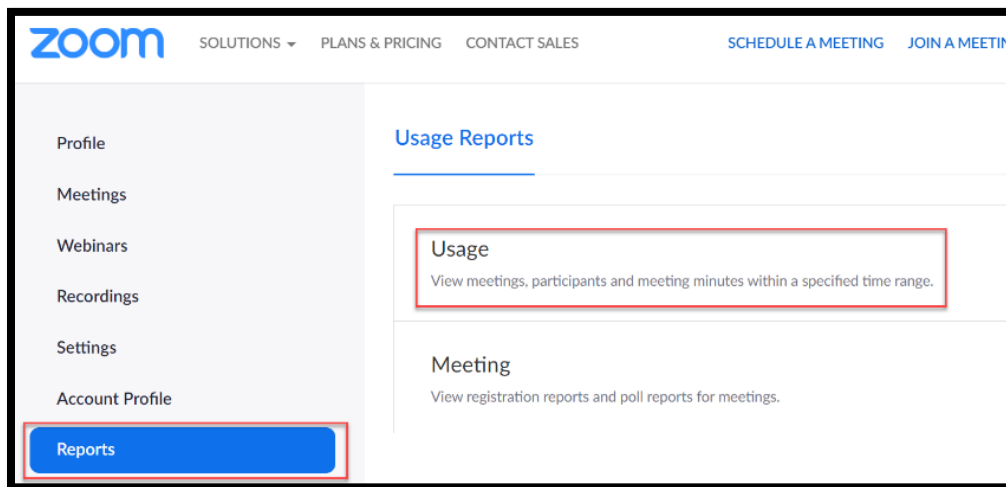 zoom SOLUTIONS PLANS & PRICING CONTACT SALES SCHEDULE A MEETING JOIN A
Profile
Meetings
Webinars
Recordings
Settings
Account Profile
Reports
Usage Reports
Usage
View meetings, participants and meeting minutes within a specified time range.
Meeting
View registration reports and poll reports for meetings.